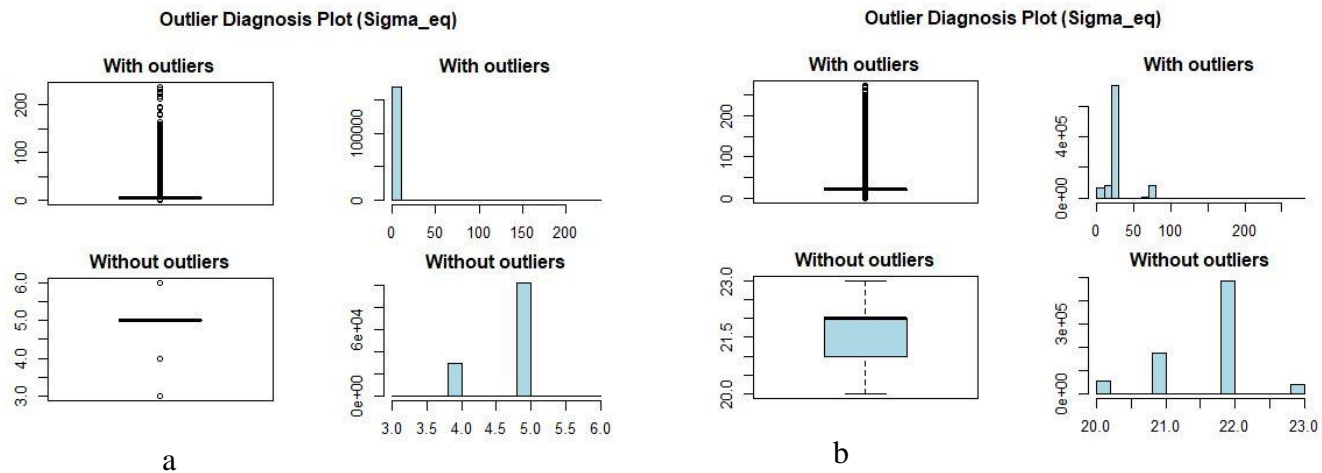 Outlier Diagnosis Plot (Sigma_eq)
With outliers
0 100 200
With outliers
0 100000
0 50 100 150 200
Without outliers
3.0 4.0 5.0 6.0
Without outliers
0e+00 6e+04
3.0 3.5 4.0 4.5 5.0 5.5 6.0
a
Outlier Diagnosis Plot (Sigma_eq)
With outliers
0 100 200
With outliers
0e+00 4e+05
0 50 100 200
Without outliers
20.0 21.5 23.0
Without outliers
0e+00 3e+05
20.0 21.0 22.0 23.0
b